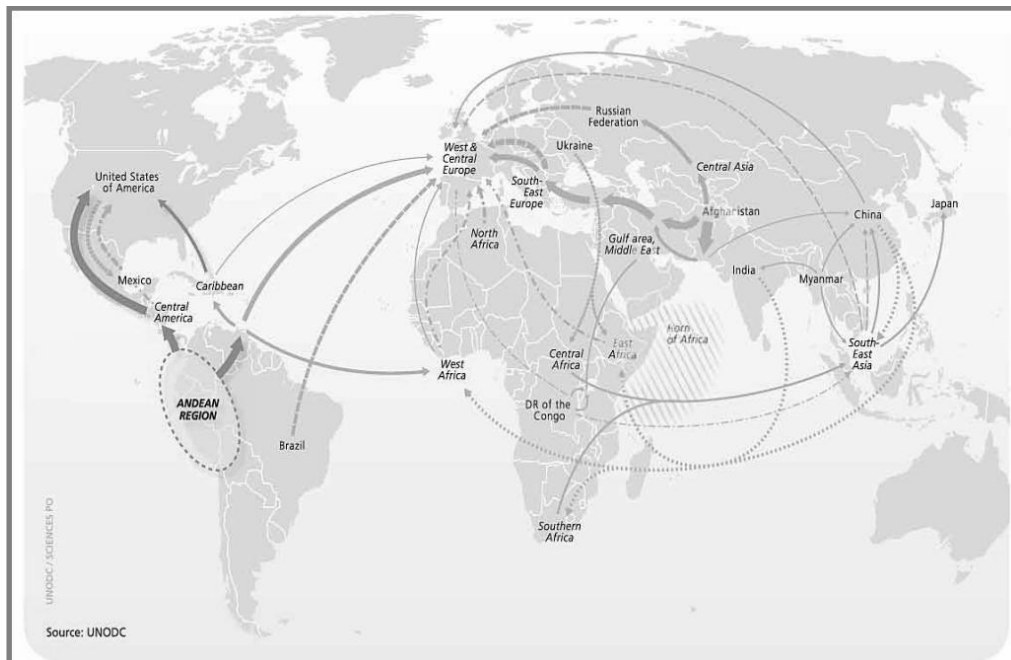 Russian
Federation
Ukraine
West &
Central
Europe
United States
of America
Central Asia
South-
East
Europe
Afghanistan
China
Japan
North
Africa
Gulf area,
Middle East
India
Myanmar
Mexico
Caribbean
Central
America
Horn
of Africa
East
Africa
Central
Africa
South-
East
Asia
West
Africa
DR of the
Congo
ANDEAN
REGION
Brazil
Southern
Africa
UNODC / SCIENCES PO
Source: UNODC